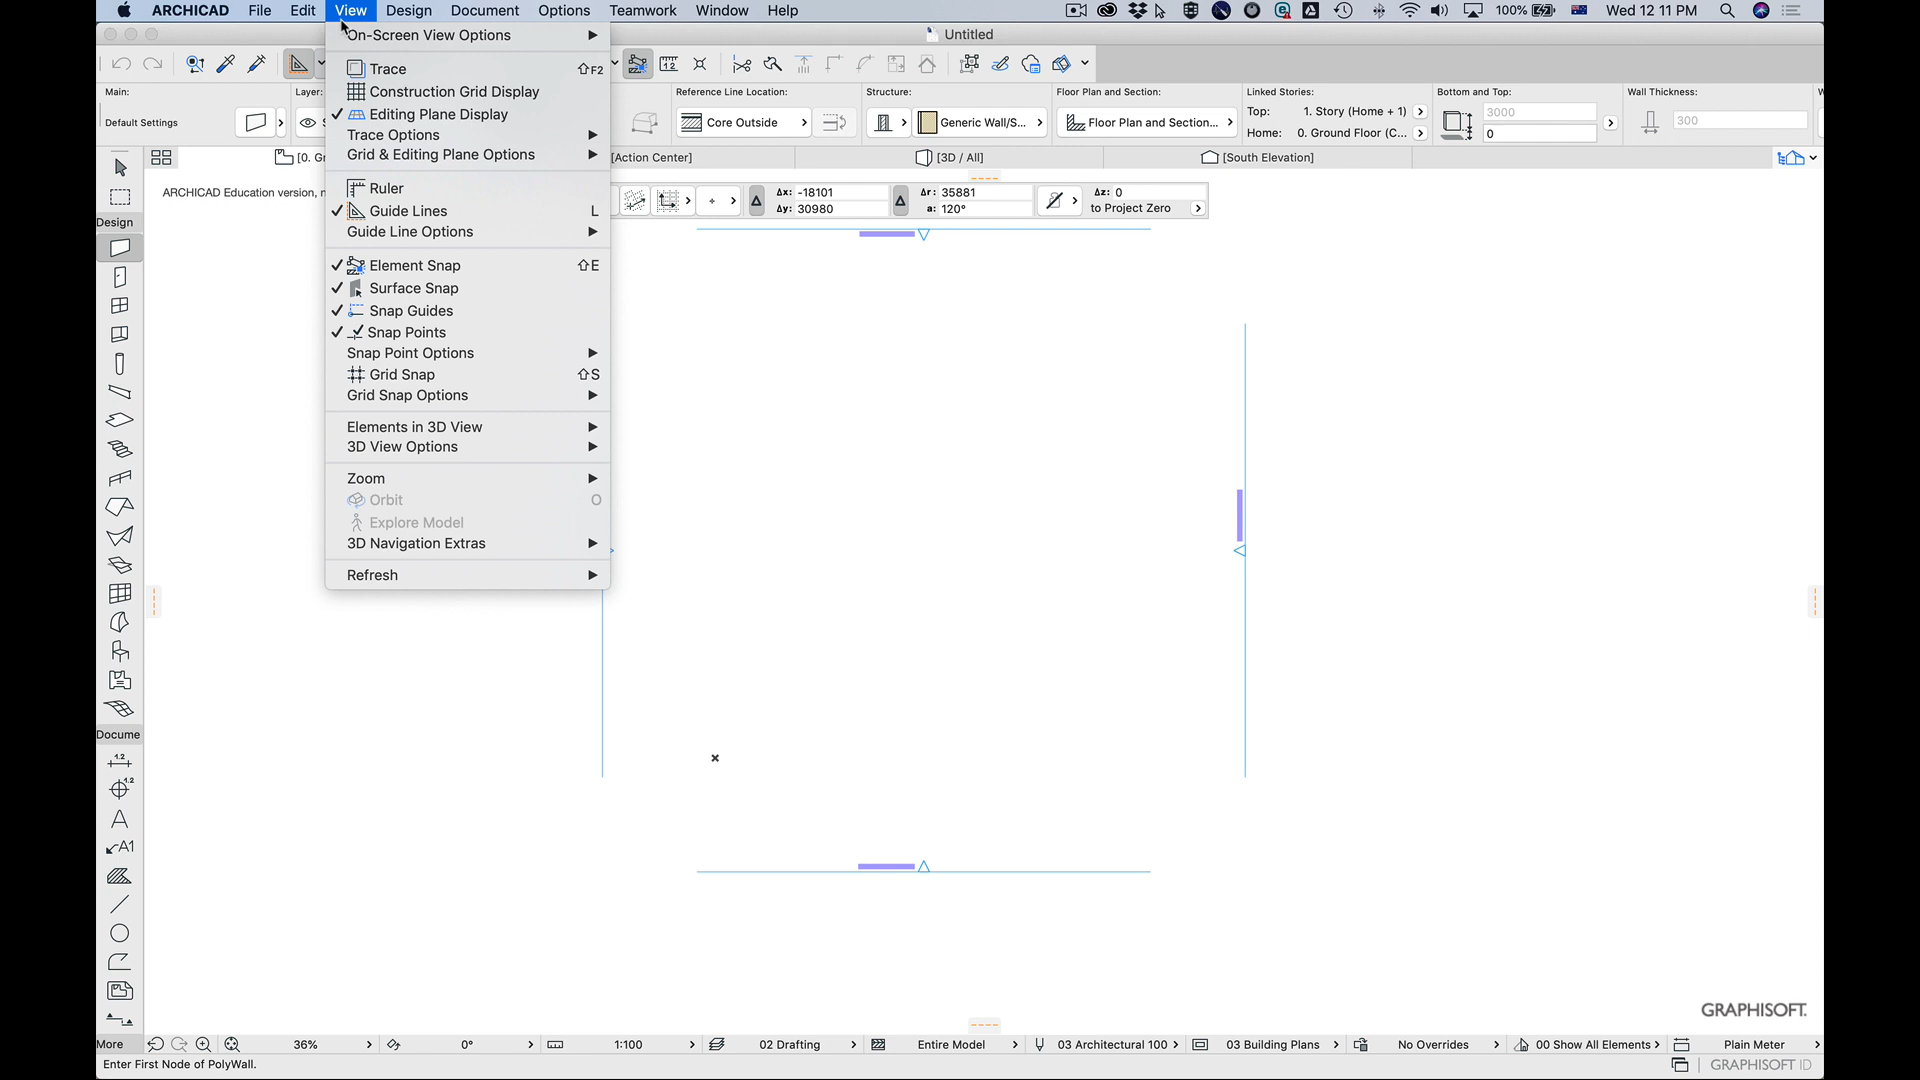 ARCHICAD File Edit View Design Document Options Teamwork Window Help 100% Wed 12 11 PM
Untitled
On-Screen View Options
Trace ⇧F2
Construction Grid Display
Editing Plane Display
Trace Options
Grid & Editing Plane Options
Ruler
Guide Lines L
Guide Line Options
Element Snap ⇧E
Surface Snap
Snap Guides
Snap Points
Snap Point Options
Grid Snap ⇧S
Grid Snap Options
Elements in 3D View
3D View Options
Zoom
Orbit O
Explore Model
3D Navigation Extras
Refresh
Main: Layer: Reference Line Location: Structure: Floor Plan and Section: Linked Stories: Bottom and Top: Wall Thickness:
Default Settings Core Outside Generic Wall/S... Floor Plan and Section... Top: 1. Story (Home + 1) 3000 300
Home: 0. Ground Floor (C... 0
[0. Gr [Action Center] [3D / All] [South Elevation]
ARCHICAD Education version, n
Δx: -18101 Δr: 35881 Δz: 0
Δy: 30980 a: 120° to Project Zero
Design
Docume
1.2
1.2
A
A1
More 36% 0° 1:100 02 Drafting Entire Model 03 Architectural 100 03 Building Plans No Overrides 00 Show All Elements Plain Meter
Enter First Node of PolyWall.
GRAPHISOFT.
GRAPHISOFT ID